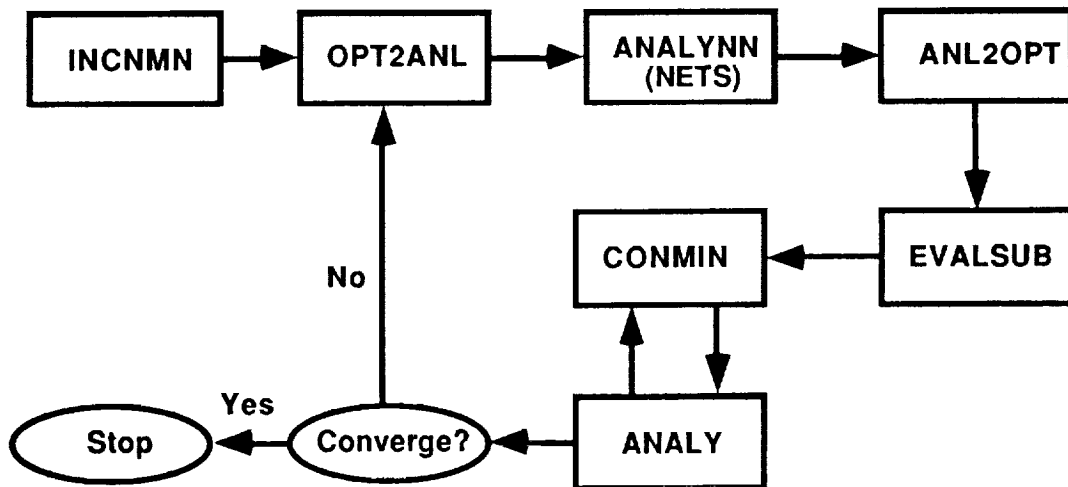 INCNMN
OPT2ANL
ANALYNN
(NETS)
ANL2OPT
No
CONMIN
EVALSUB
Yes
Stop
Converge?
ANALY